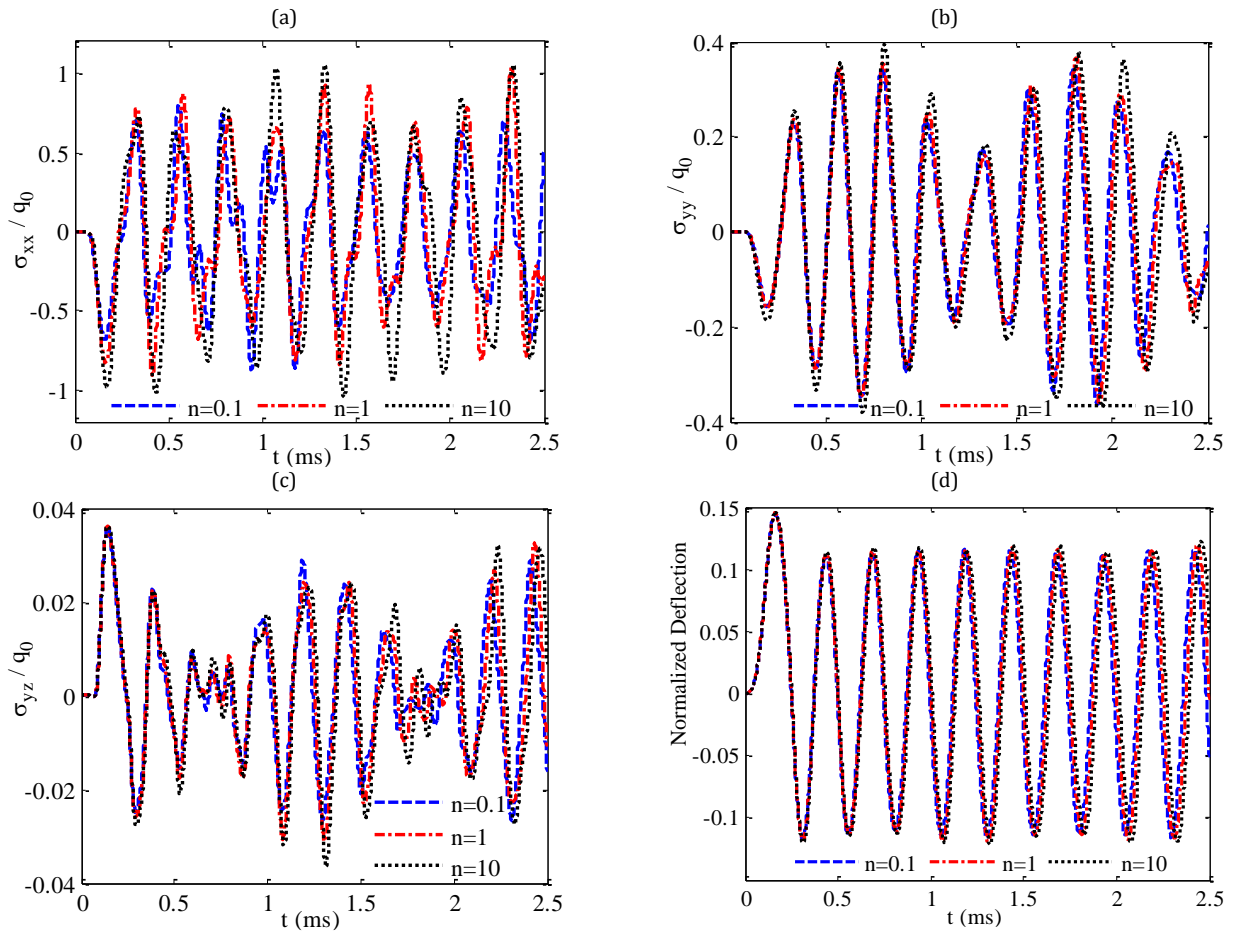 (a)
1
0.5
0
-0.5
-1
σxx / q0
n=0.1 n=1 n=10
0 0.5 1 1.5 2 2.5
t (ms)
(b)
0.4
0.2
0
-0.2
-0.4
σyy / q0
n=0.1 n=1 n=10
0 0.5 1 1.5 2 2.5
t (ms)
(c)
0.04
0.02
0
-0.02
-0.04
σyz / q0
n=0.1
n=1
n=10
0 0.5 1 1.5 2 2.5
t (ms)
(d)
0.15
0.1
0.05
0
-0.05
-0.1
Normalized Deflection
n=0.1 n=1 n=10
0 0.5 1 1.5 2 2.5
t (ms)